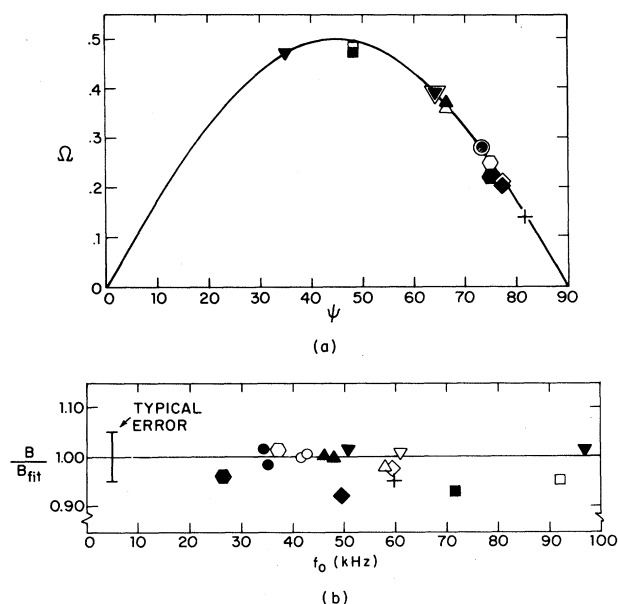 .5
.4
.3
Ω
.2
.1
0
0 10 20 30 40 50 60 70 80 90
ψ
(a)
1.10
TYPICAL
ERROR
B
B_fit
1.00
0.90
0 10 20 30 40 50 60 70 80 90 100
f_o (kHz)
(b)